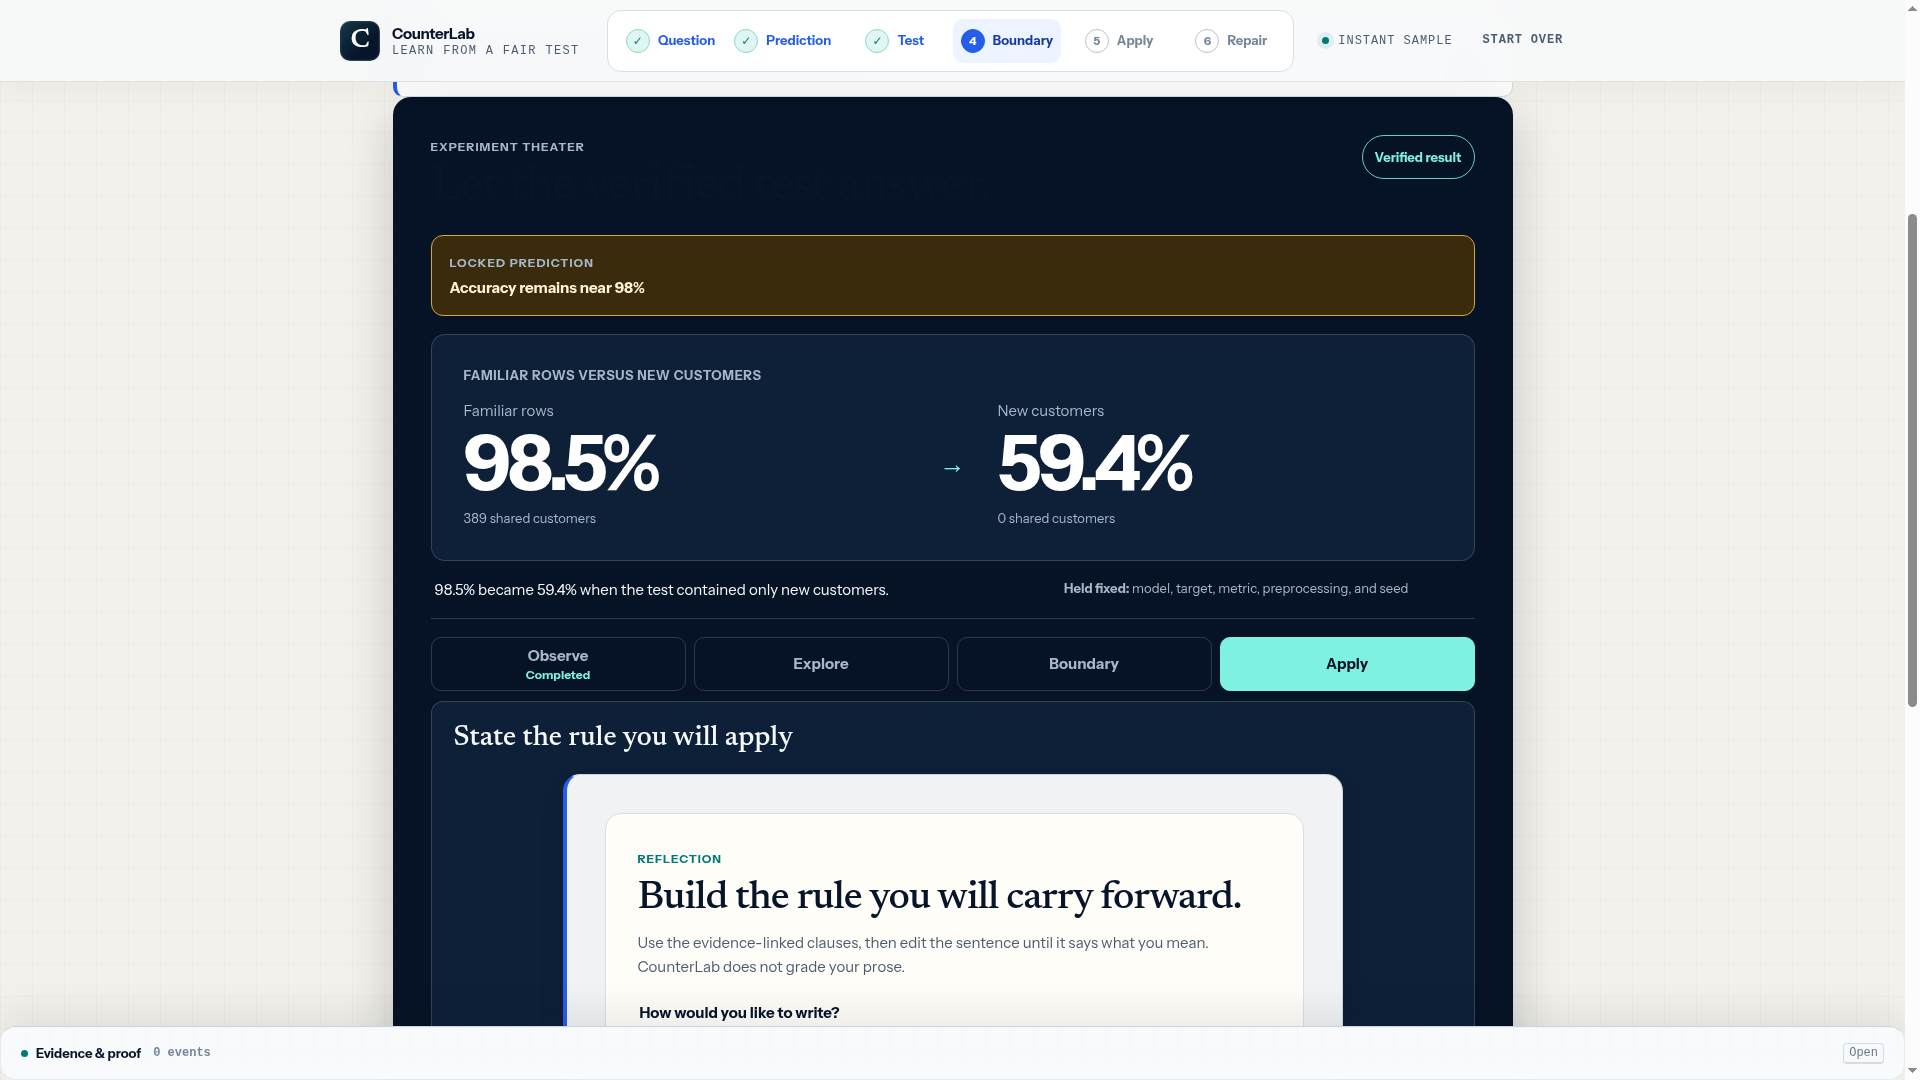 C
CounterLab
LEARN FROM A FAIR TEST
✓ Question
✓ Prediction
✓ Test
4 Boundary
5 Apply
6 Repair
INSTANT SAMPLE
START OVER
EXPERIMENT THEATER
Let the verified test answer.
Verified result
LOCKED PREDICTION
Accuracy remains near 98%
FAMILIAR ROWS VERSUS NEW CUSTOMERS
Familiar rows
98.5%
389 shared customers
→
New customers
59.4%
0 shared customers
98.5% became 59.4% when the test contained only new customers.
Held fixed: model, target, metric, preprocessing, and seed
Observe
Completed
Explore
Boundary
Apply
State the rule you will apply
REFLECTION
Build the rule you will carry forward.
Use the evidence-linked clauses, then edit the sentence until it says what you mean.
CounterLab does not grade your prose.
How would you like to write?
Evidence & proof
0 events
Open